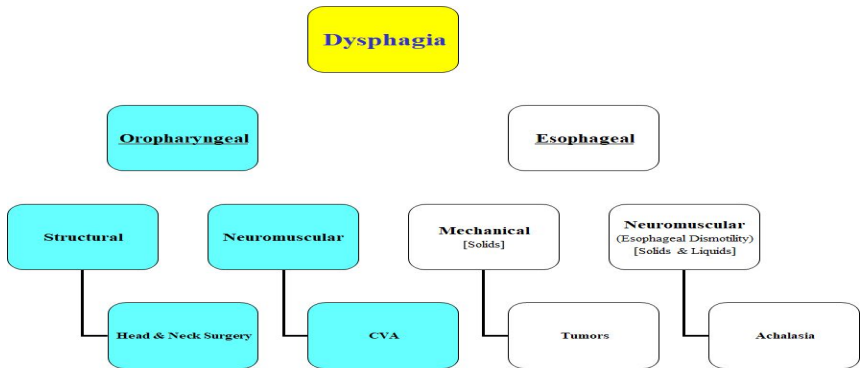 Dysphagia
Oropharyngeal
Esophageal
Structural
Neuromuscular
Mechanical
[Solids]
Neuromuscular
(Esophageal Dismotility)
[Solids & Liquids]
Head & Neck Surgery
CVA
Tumors
Achalasia